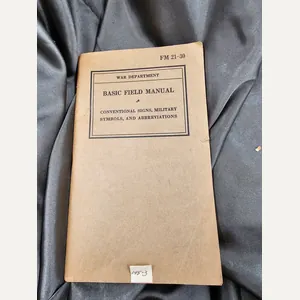 FM 21-30
WAR DEPARTMENT
BASIC FIELD MANUAL
CONVENTIONAL SIGNS, MILITARY
SYMBOLS, AND ABBREVIATIONS